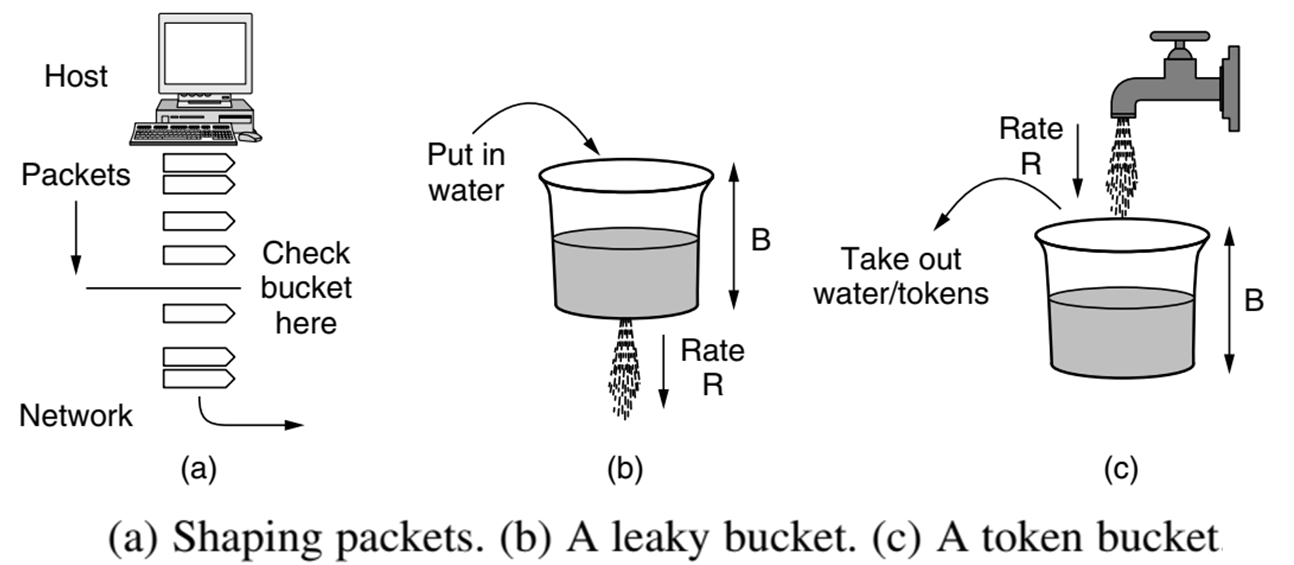 Host
Packets
Check
bucket
here
Network
(a)
Put in
water
B
Rate
R
(b)
Rate
R
Take out
water/tokens
B
(c)
(a) Shaping packets. (b) A leaky bucket. (c) A token bucket.